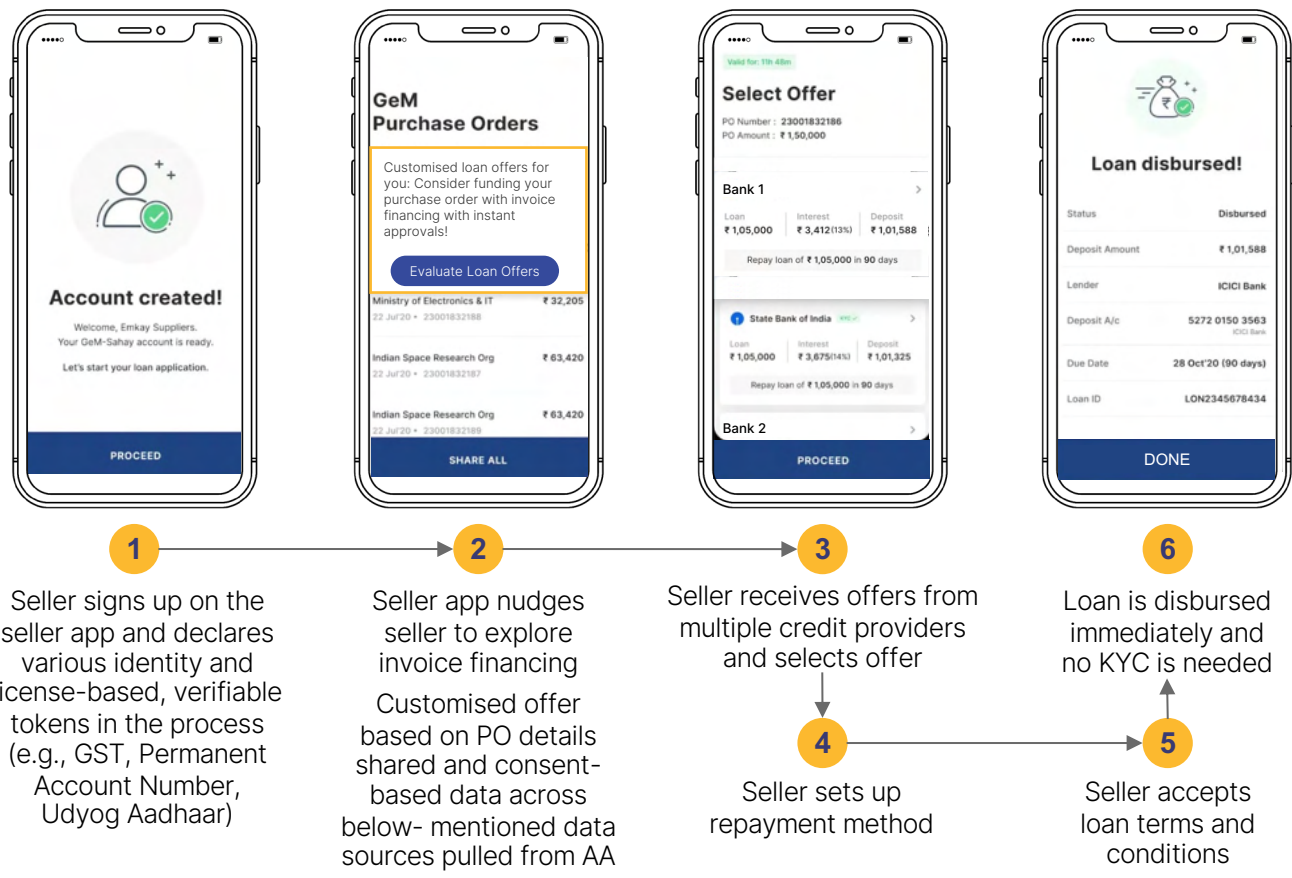 Account created!
Welcome, Emkay Suppliers.
Your GeM-Sahay account is ready.
Let's start your loan application.
PROCEED
GeM
Purchase Orders
Customised loan offers for
you: Consider funding your
purchase order with invoice
financing with instant
approvals!
Evaluate Loan Offers
Ministry of Electronics & IT ₹ 32,205
22 Jul'20 • 23001832188
Indian Space Research Org ₹ 63,420
22 Jul'20 • 23001832187
Indian Space Research Org ₹ 63,420
22 Jul'20 • 23001832189
SHARE ALL
Valid for: 11h 48m
Select Offer
PO Number : 23001832186
PO Amount : ₹ 1,50,000
Bank 1
Loan Interest Deposit
₹ 1,05,000 ₹ 3,412(13%) ₹ 1,01,588
Repay loan of ₹ 1,05,000 in 90 days
State Bank of India KYC
Loan Interest Deposit
₹ 1,05,000 ₹ 3,675(14%) ₹ 1,01,325
Repay loan of ₹ 1,05,000 in 90 days
Bank 2
PROCEED
₹
Loan disbursed!
Status Disbursed
Deposit Amount ₹ 1,01,588
Lender ICICI Bank
Deposit A/c 5272 0150 3563
ICICI Bank
Due Date 28 Oct'20 (90 days)
Loan ID LON2345678434
DONE
1
Seller signs up on the
seller app and declares
various identity and
icense-based, verifiable
tokens in the process
(e.g., GST, Permanent
Account Number,
Udyog Aadhaar)
2
Seller app nudges
seller to explore
invoice financing
Customised offer
based on PO details
shared and consent-
based data across
below- mentioned data
sources pulled from AA
3
Seller receives offers from
multiple credit providers
and selects offer
4
Seller sets up
repayment method
5
Seller accepts
loan terms and
conditions
6
Loan is disbursed
immediately and
no KYC is needed